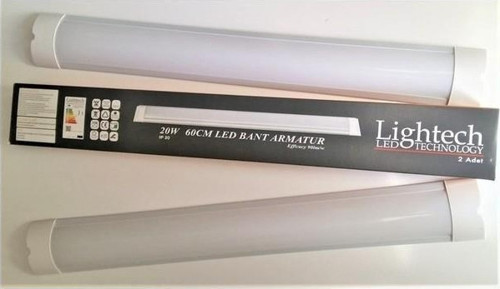 20W 60CM LED BANT ARMATUR
IP 20
Lightech
LED TECHNOLOGY
2 Adet